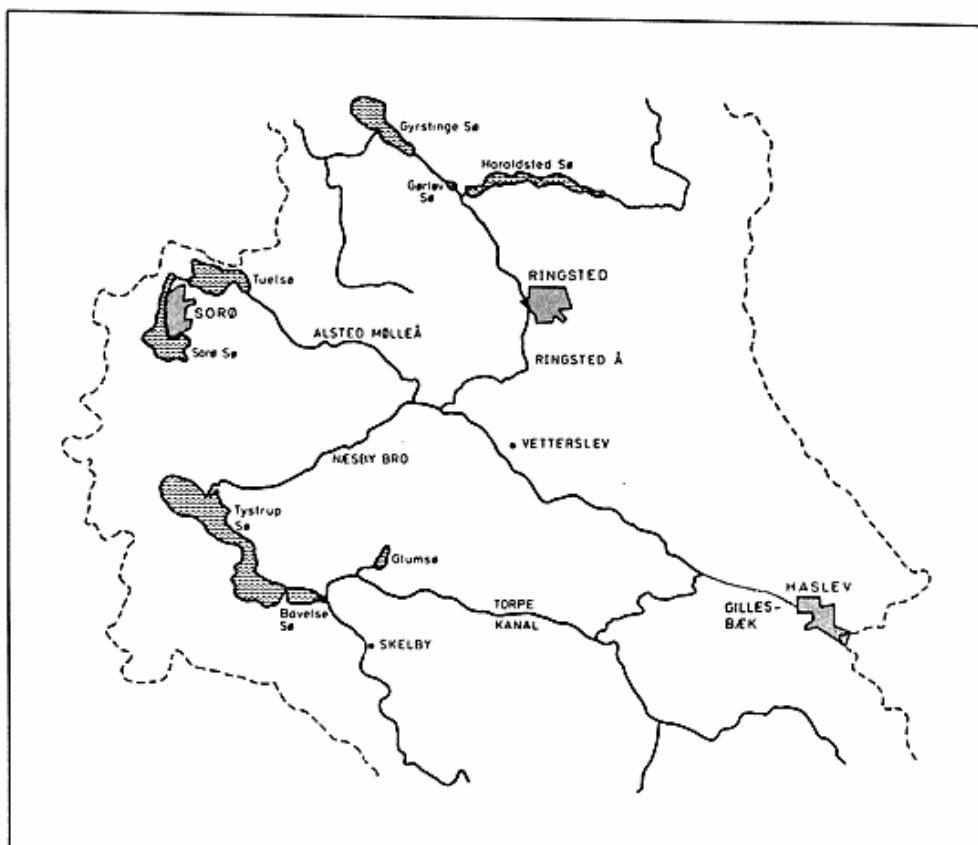 Gyrstinge Sø
Haraldsted Sø
Gørløv
Sø
RINGSTED
Tuelsø
SORØ
Sorø Sø
ALSTED MØLLEÅ
RINGSTED Å
VETTERSLEV
NÆSBY BRO
Tystrup
Sø
Glumsø
Bavelse
Sø
TORPE
KANAL
HASLEV
GILLES-
BÆK
SKELBY